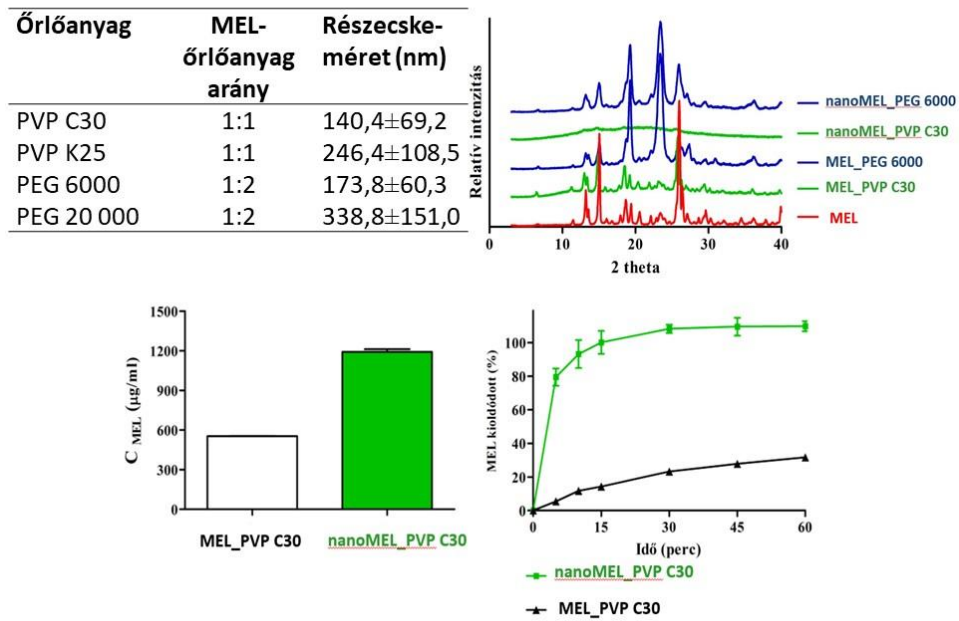 Őrlőanyag MEL-őrlőanyag arány Részecske-méret (nm)
PVP C30 1:1 140,4±69,2
PVP K25 1:1 246,4±108,5
PEG 6000 1:2 173,8±60,3
PEG 20 000 1:2 338,8±151,0
Relatív intenzitás
nanoMEL_PEG 6000
nanoMEL_PVP C30
MEL_PEG 6000
MEL_PVP C30
MEL
0 10 20 30 40
2 theta
C MEL (µg/ml)
1500
1200
900
600
300
0
MEL_PVP C30 nanoMEL_PVP C30
MEL kioldódott (%)
100
80
60
40
20
0
0 15 30 45 60
Idő (perc)
nanoMEL_PVP C30
MEL_PVP C30